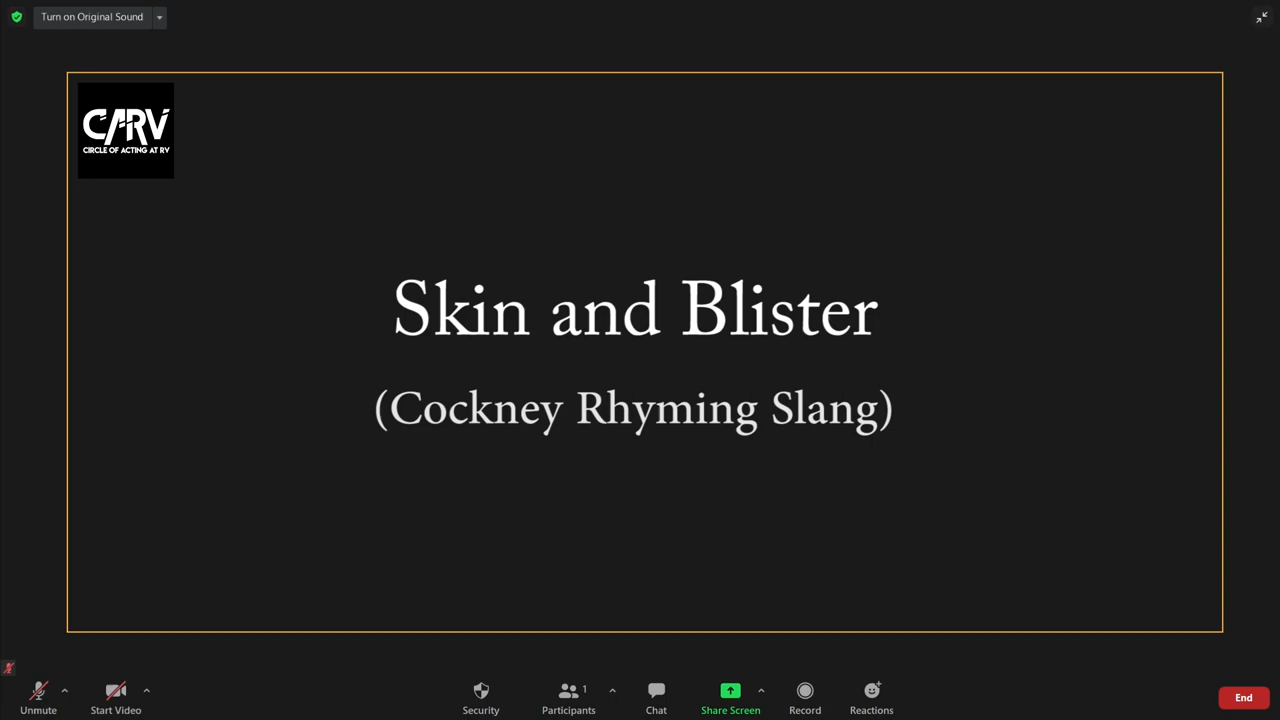 Turn on Original Sound
CARV
CIRCLE OF ACTING AT RV
Skin and Blister
(Cockney Rhyming Slang)
Unmute
Start Video
Security
Participants 1
Chat
Share Screen
Record
Reactions
End